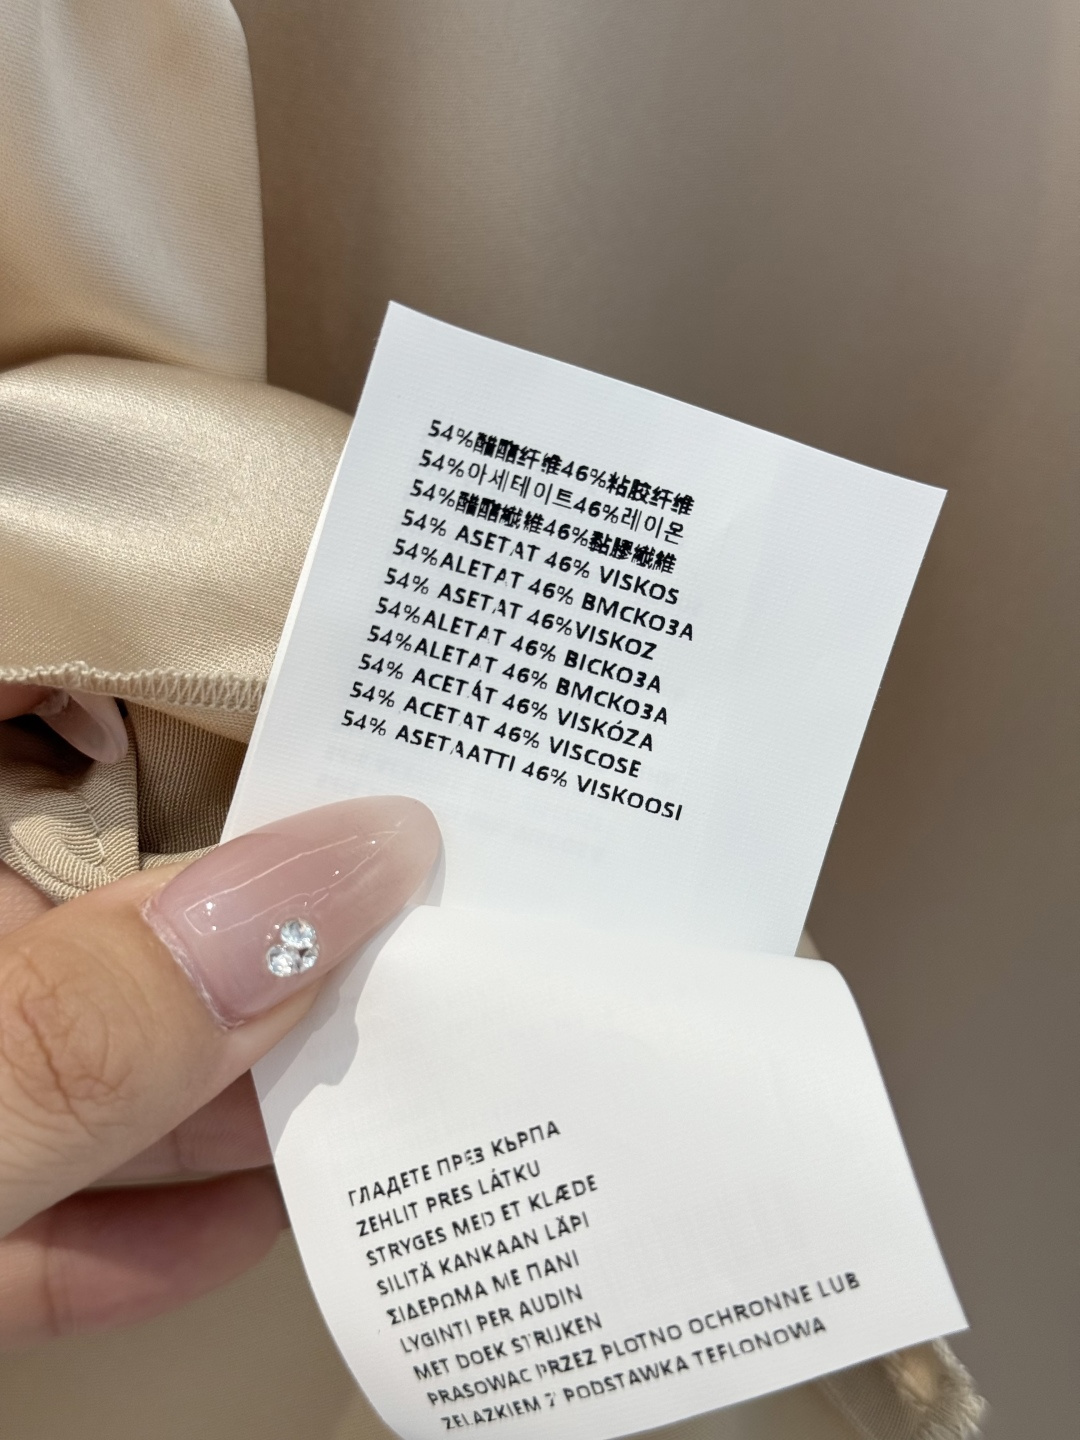 54%醋酯纤维46%粘胶纤维
54%아세테이트46%레이온
54%醋酯纖維46%黏膠纖維
54% ASETAT 46% VISKOS
54%ALETAT 46% ВМСКОЗА
54% ASETAT 46%VISKOZ
54%ALETAT 46% ВІСКОЗА
54%ALETAT 46% ВМСКОЗА
54% ACETÁT 46% VISKÓZA
54% ACETAT 46% VISCOSE
54% ASETAATTI 46% VISKOOSI
ГЛАДЕТЕ ПРЕЗ КЪРПА
ZEHLIT PRES LÁTKU
STRYGES MED ET KLÆDE
SILITÄ KANKAAN LÄPI
ΣΙΔΕΡΩΜΑ ΜΕ ΠΑΝΙ
LYGINTI PER AUDIN
MET DOEK STRIJKEN
PRASOWAC PRZEZ PLOTNO OCHRONNE LUB
ZELAZKIEM Z PODSTAWKA TEFLONOWA